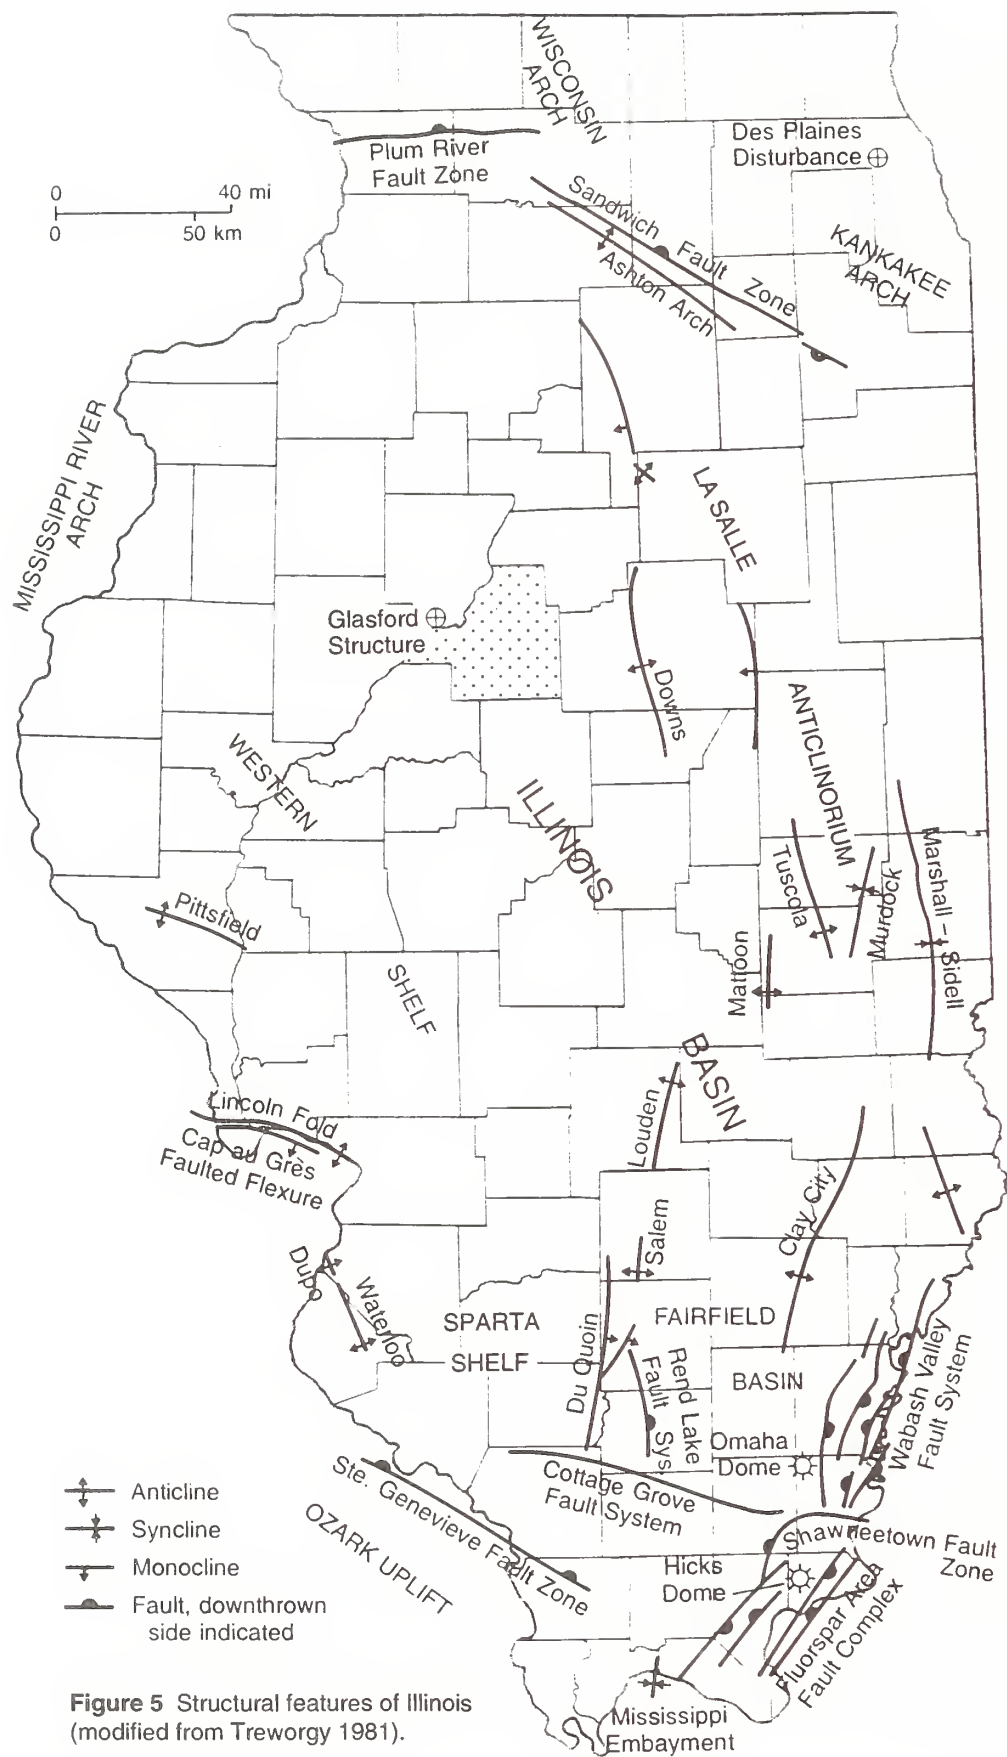 WISCONSIN
ARCH
Des Plaines
Disturbance
Plum River
Fault Zone
0 40 mi
0 50 km
Sandwich Fault Zone
Ashton Arch
KANKAKEE
ARCH
MISSISSIPPI RIVER
ARCH
LA SALLE
ANTICLINORIUM
Glasford
Structure
Downs
WESTERN
SHELF
ILLINOIS
BASIN
Tuscola
Murdock
Marshall – Sidell
Pittsfield
Mattoon
Lincoln Fold
Cap au Grès
Faulted Flexure
Louden
Clay City
Salem
Dupo
Waterloo
SPARTA
SHELF
FAIRFIELD
BASIN
Du Quoin
Rend Lake
Fault Sys
Wabash Valley
Fault System
Omaha
Dome
Cottage Grove
Fault System
Ste. Genevieve Fault Zone
OZARK UPLIFT
Shawneetown Fault
Zone
Hicks
Dome
Fluorspar Area
Fault Complex
Mississippi
Embayment
Anticline
Syncline
Monocline
Fault, downthrown
side indicated
Figure 5 Structural features of Illinois
(modified from Treworgy 1981).